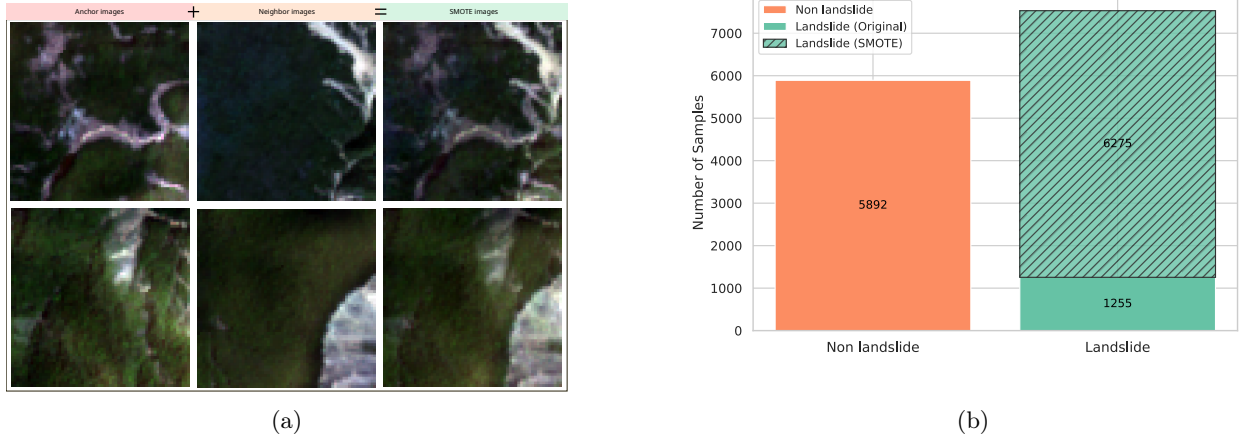 Anchor images + Neighbor images = SMOTE images
(a)
Non landslide
Landslide (Original)
Landslide (SMOTE)
Number of Samples
7000
6000
5000
4000
3000
2000
1000
0
5892
6275
1255
Non landslide
Landslide
(b)